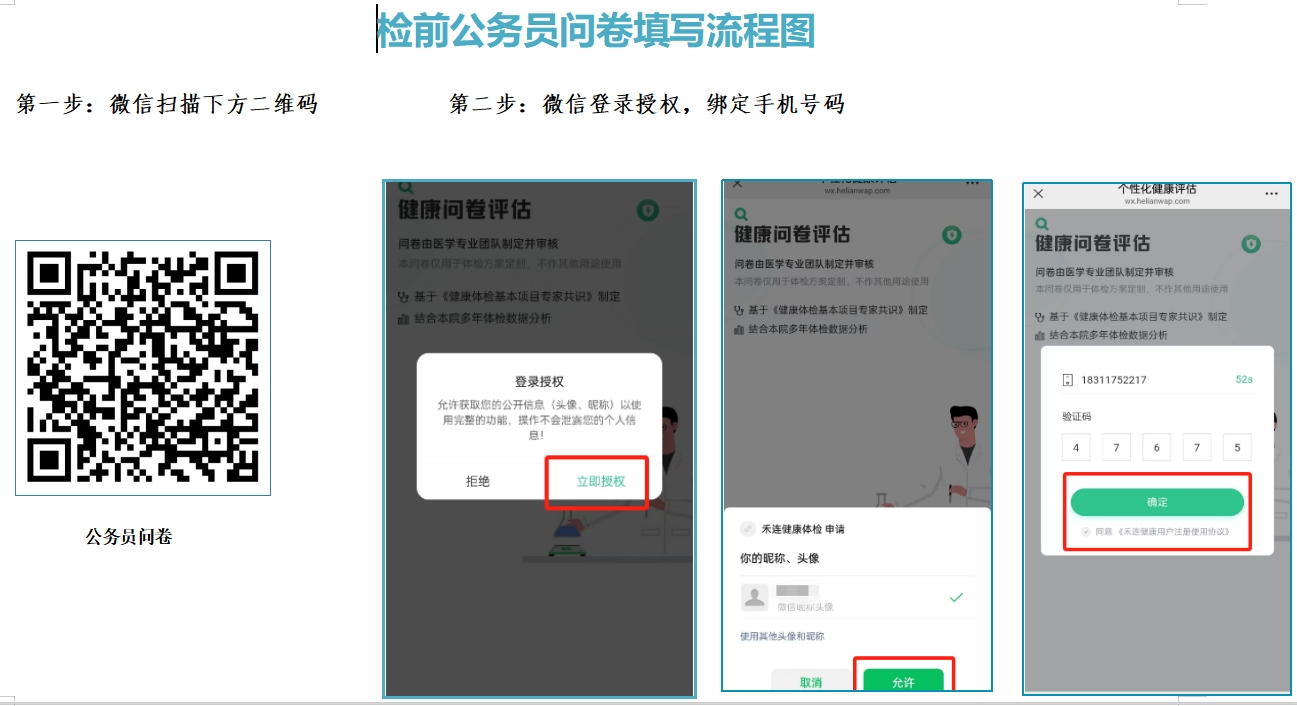 检前公务员问卷填写流程图
第一步：微信扫描下方二维码
第二步：微信登录授权，绑定手机号码
公务员问卷
健康问卷评估
问卷由医学专业团队制定并审核
本问卷仅用于体检方案定制，不作其他用途使用
基于《健康体检基本项目专家共识》制定
结合本院多年体检数据分析
登录授权
允许获取您的公开信息（头像、昵称）以使
用完整的功能，操作不会泄露您的个人信
息！
拒绝
立即授权
wx.helianwap.com
健康问卷评估
问卷由医学专业团队制定并审核
本问卷仅用于体检方案定制，不作其他用途使用
基于《健康体检基本项目专家共识》制定
结合本院多年体检数据分析
禾连健康体检 申请
你的昵称、头像
微信昵称头像
使用其他头像和昵称
取消
允许
个性化健康评估
wx.helianwap.com
健康问卷评估
问卷由医学专业团队制定并审核
本问卷仅用于体检方案定制，不作其他用途使用
基于《健康体检基本项目专家共识》制定
结合本院多年体检数据分析
18311752217 52s
验证码
4 7 6 7 5
确定
同意《禾连健康用户注册使用协议》